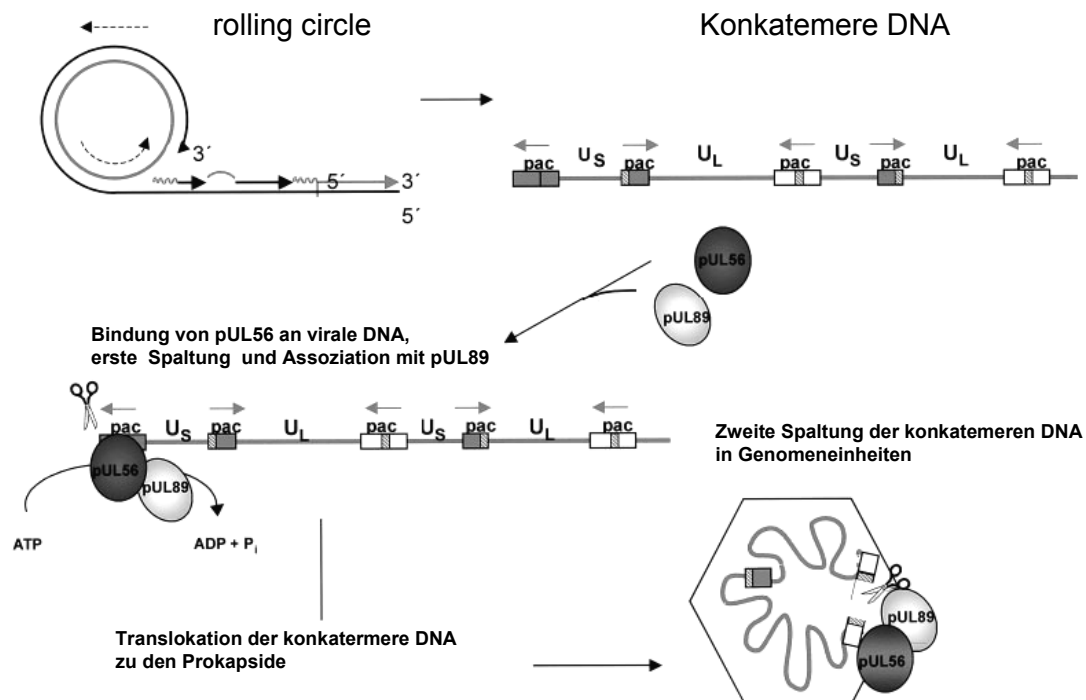 rolling circle
Konkatemere DNA
3´
5´ 3´
5´
pac U_S pac U_L pac U_S pac U_L pac
pUL56
pUL89
Bindung von pUL56 an virale DNA,
erste Spaltung und Assoziation mit pUL89
pac U_S pac U_L pac U_S pac U_L pac
pUL56
pUL89
ATP
ADP + P_i
Zweite Spaltung der konkatemeren DNA
in Genomeneinheiten
pUL89
pUL56
Translokation der konkatermere DNA
zu den Prokapside